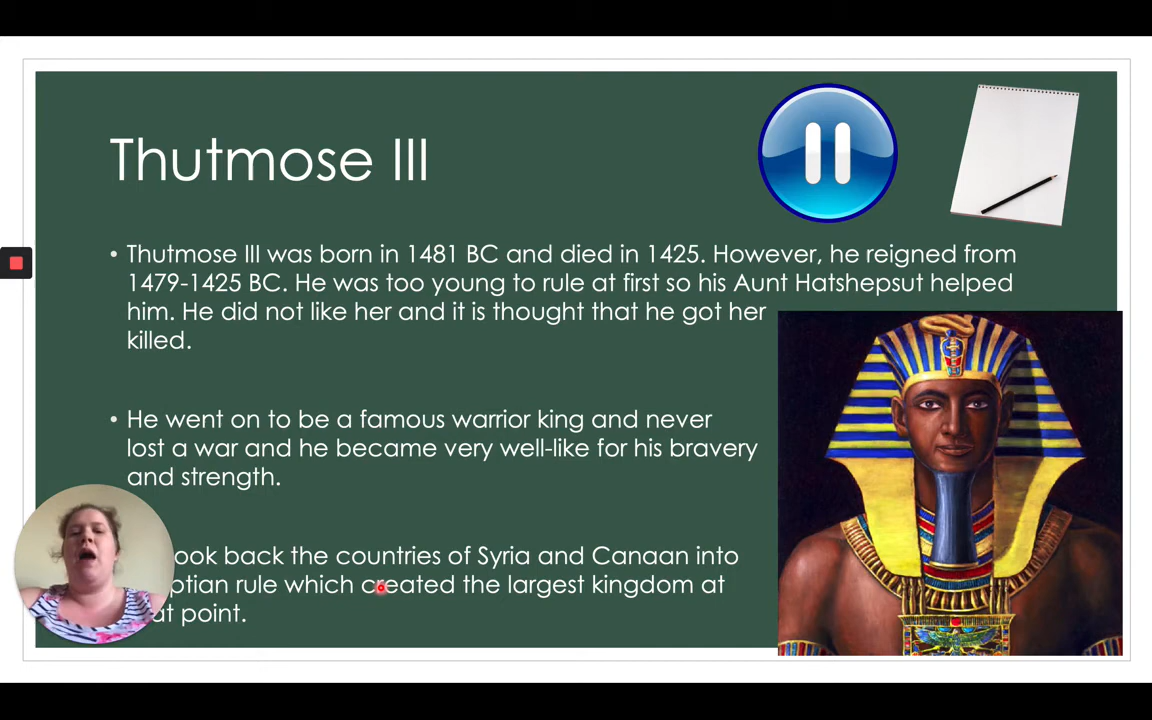 Thutmose III
• Thutmose III was born in 1481 BC and died in 1425. However, he reigned from
1479-1425 BC. He was too young to rule at first so his Aunt Hatshepsut helped
him. He did not like her and it is thought that he got her
killed.
• He went on to be a famous warrior king and never
lost a war and he became very well-like for his bravery
and strength.
back the countries of Syria and Canaan into
rule which created the largest kingdom at
point.